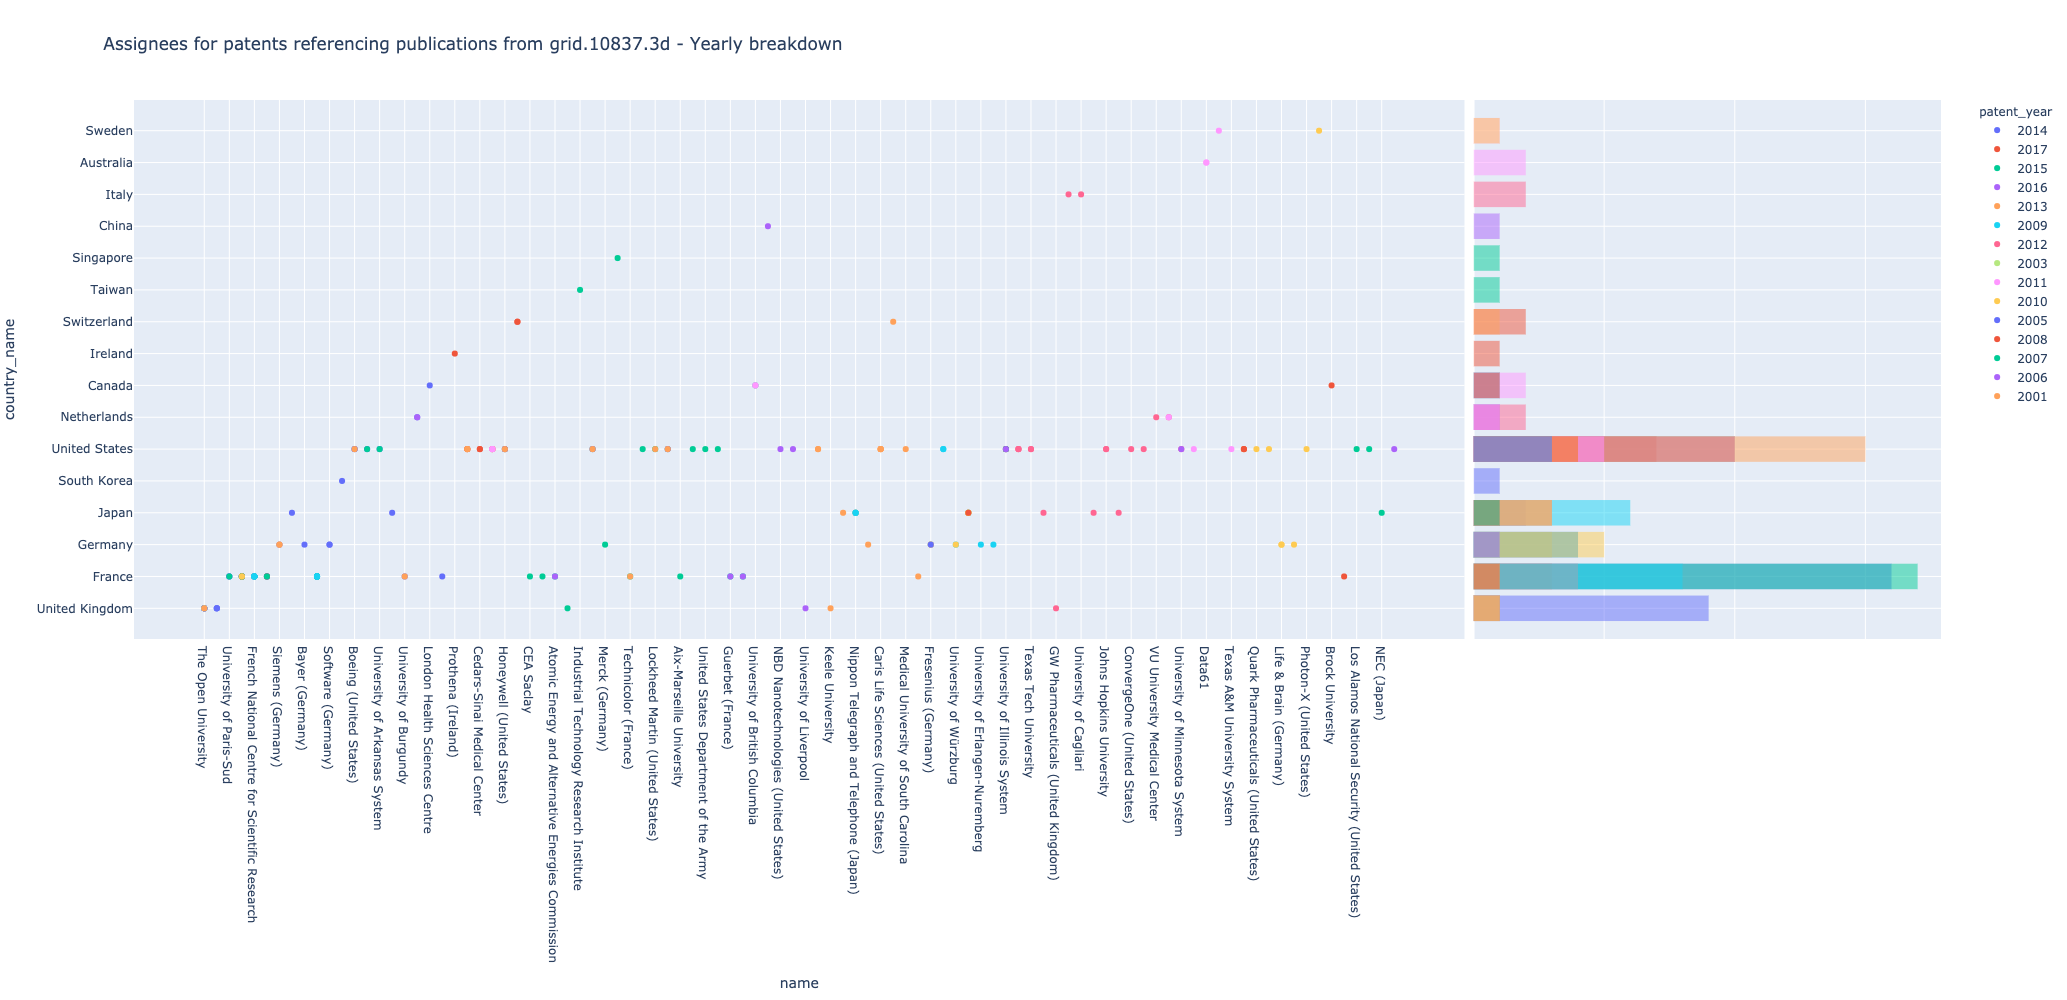 Assignees for patents referencing publications from grid.10837.3d - Yearly breakdown
country_name
Sweden
Australia
Italy
China
Singapore
Taiwan
Switzerland
Ireland
Canada
Netherlands
United States
South Korea
Japan
Germany
France
United Kingdom
The Open University
University of Paris-Sud
French National Centre for Scientific Research
Siemens (Germany)
Bayer (Germany)
Software (Germany)
Boeing (United States)
University of Arkansas System
University of Burgundy
London Health Sciences Centre
Prothena (Ireland)
Cedars-Sinai Medical Center
Honeywell (United States)
CEA Saclay
Atomic Energy and Alternative Energies Commission
Industrial Technology Research Institute
Merck (Germany)
Technicolor (France)
Lockheed Martin (United States)
Aix-Marseille University
United States Department of the Army
Guerbet (France)
University of British Columbia
NBD Nanotechnologies (United States)
University of Liverpool
Keele University
Nippon Telegraph and Telephone (Japan)
Caris Life Sciences (United States)
Medical University of South Carolina
Fresenius (Germany)
University of Würzburg
University of Erlangen-Nuremberg
University of Illinois System
Texas Tech University
GW Pharmaceuticals (United Kingdom)
University of Cagliari
Johns Hopkins University
ConvergeOne (United States)
VU University Medical Center
University of Minnesota System
Data61
Texas A&M University System
Quark Pharmaceuticals (United States)
Life & Brain (Germany)
Photon-X (United States)
Brock University
Los Alamos National Security (United States)
NEC (Japan)
name
patent_year
2014
2017
2015
2016
2013
2009
2012
2003
2011
2010
2005
2008
2007
2006
2001